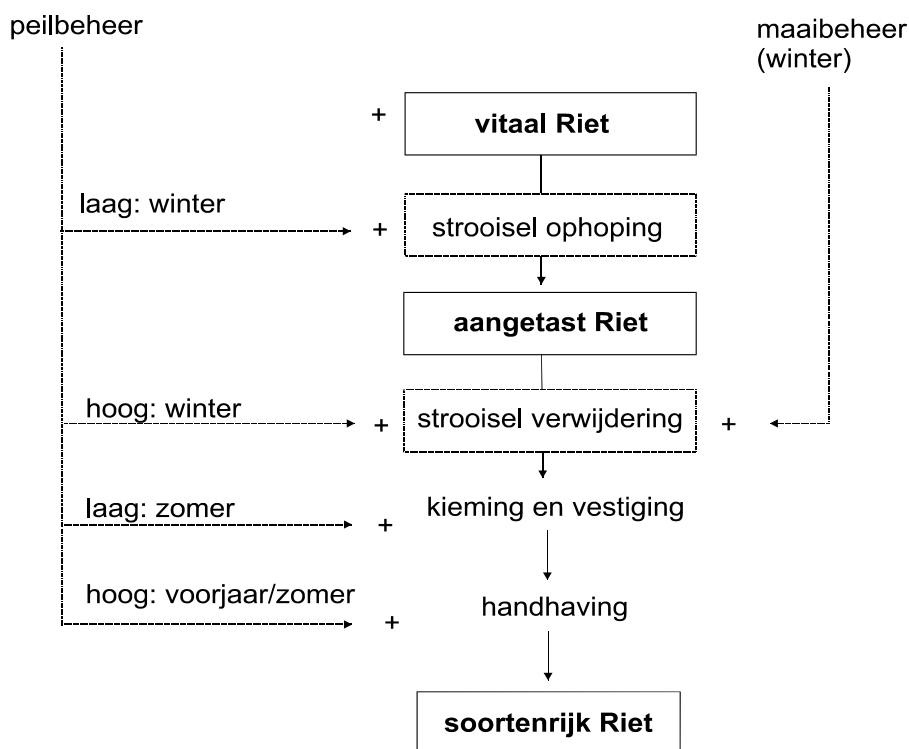 peilbeheer
maaibeheer
(winter)
+
vitaal Riet
laag: winter
+
strooisel ophoping
aangetast Riet
hoog: winter
+
strooisel verwijdering
+
laag: zomer
+
kieming en vestiging
hoog: voorjaar/zomer
+
handhaving
soortenrijk Riet